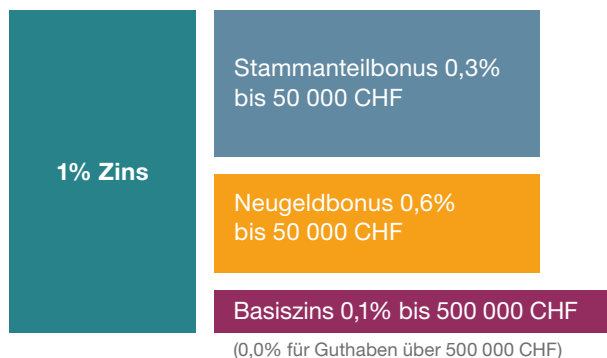 1% Zins
Stammanteilbonus 0,3%
bis 50 000 CHF
Neugeldbonus 0,6%
bis 50 000 CHF
Basiszins 0,1% bis 500 000 CHF
(0,0% für Guthaben über 500 000 CHF)